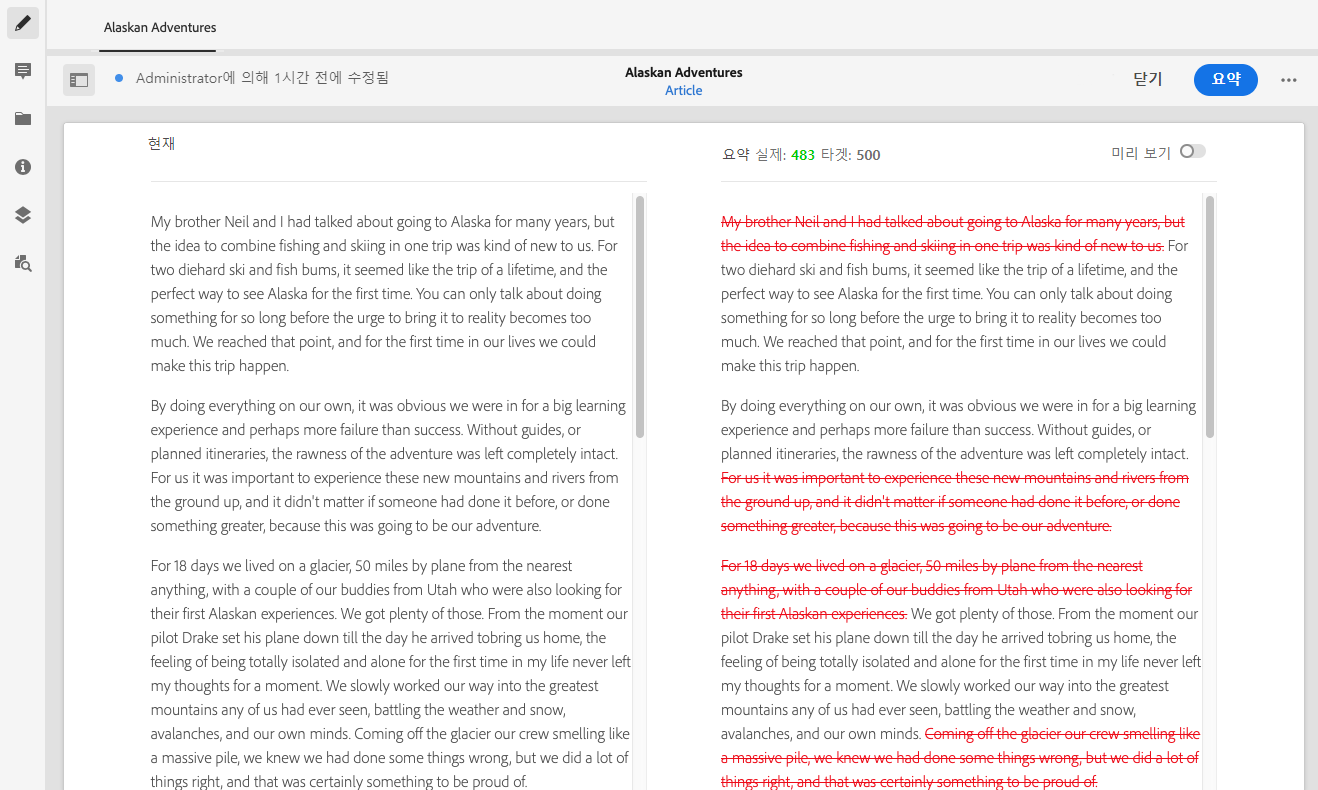 Alaskan Adventures
Administrator에 의해 1시간 전에 수정됨
Alaskan Adventures
Article
닫기
요약
현재
My brother Neil and I had talked about going to Alaska for many years, but
the idea to combine fishing and skiing in one trip was kind of new to us. For
two diehard ski and fish bums, it seemed like the trip of a lifetime, and the
perfect way to see Alaska for the first time. You can only talk about doing
something for so long before the urge to bring it to reality becomes too
much. We reached that point, and for the first time in our lives we could
make this trip happen.
By doing everything on our own, it was obvious we were in for a big learning
experience and perhaps more failure than success. Without guides, or
planned itineraries, the rawness of the adventure was left completely intact.
For us it was important to experience these new mountains and rivers from
the ground up, and it didn't matter if someone had done it before, or done
something greater, because this was going to be our adventure.
For 18 days we lived on a glacier, 50 miles by plane from the nearest
anything, with a couple of our buddies from Utah who were also looking for
their first Alaskan experiences. We got plenty of those. From the moment our
pilot Drake set his plane down till the day he arrived tobring us home, the
feeling of being totally isolated and alone for the first time in my life never left
my thoughts for a moment. We slowly worked our way into the greatest
mountains any of us had ever seen, battling the weather and snow,
avalanches, and our own minds. Coming off the glacier our crew smelling like
a massive pile, we knew we had done some things wrong, but we did a lot of
things right, and that was certainly something to be proud of.
요약 실제: 483 타겟: 500
미리 보기
My brother Neil and I had talked about going to Alaska for many years, but
the idea to combine fishing and skiing in one trip was kind of new to us. For
two diehard ski and fish bums, it seemed like the trip of a lifetime, and the
perfect way to see Alaska for the first time. You can only talk about doing
something for so long before the urge to bring it to reality becomes too
much. We reached that point, and for the first time in our lives we could
make this trip happen.
By doing everything on our own, it was obvious we were in for a big learning
experience and perhaps more failure than success. Without guides, or
planned itineraries, the rawness of the adventure was left completely intact.
For us it was important to experience these new mountains and rivers from
the ground up, and it didn't matter if someone had done it before, or done
something greater, because this was going to be our adventure.
For 18 days we lived on a glacier, 50 miles by plane from the nearest
anything, with a couple of our buddies from Utah who were also looking for
their first Alaskan experiences. We got plenty of those. From the moment our
pilot Drake set his plane down till the day he arrived tobring us home, the
feeling of being totally isolated and alone for the first time in my life never left
my thoughts for a moment. We slowly worked our way into the greatest
mountains any of us had ever seen, battling the weather and snow,
avalanches, and our own minds. Coming off the glacier our crew smelling like
a massive pile, we knew we had done some things wrong, but we did a lot of
things right, and that was certainly something to be proud of.